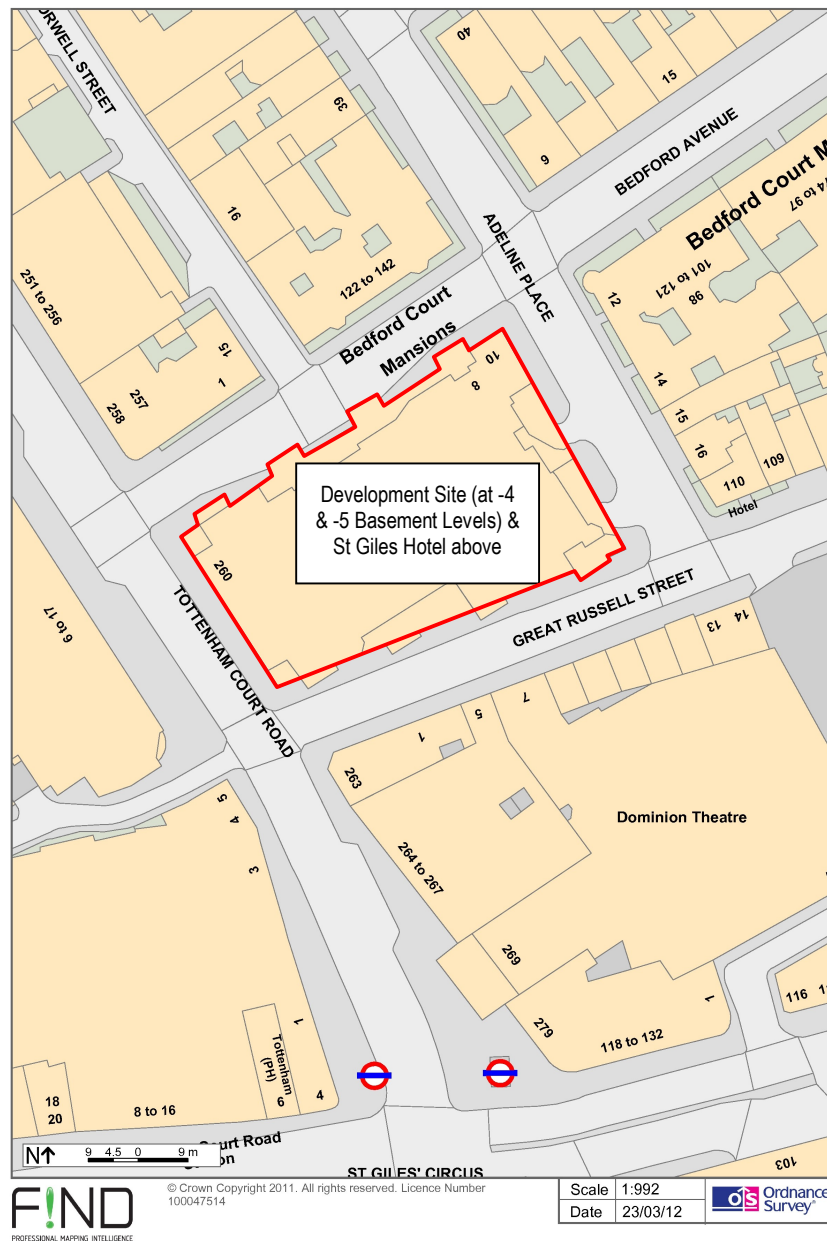 ORWELL STREET
40
15
39
9
BEDFORD AVENUE
Bedford Court M
74 to 97
16
ADELINE PLACE
101 to 121
98
12
251 to 256
122 to 142
Bedford Court
Mansions
15
257
1
258
10
8
14
15
16
109
110
Hotel
Development Site (at -4
& -5 Basement Levels) &
St Giles Hotel above
260
6 to 17
TOTTENHAM COURT ROAD
GREAT RUSSELL STREET
14
13
7
5
1
263
5
4
3
Dominion Theatre
264 to 267
269
279
118 to 132
1
116
1
Tottenham
(PH)
6
4
18
20
8 to 16
Court Road
ST GILES' CIRCUS
103
N
9 4.5 0 9 m
F!ND
PROFESSIONAL MAPPING INTELLIGENCE
© Crown Copyright 2011. All rights reserved. Licence Number
100047514
Scale 1:992
Date 23/03/12
os Ordnance
Survey®